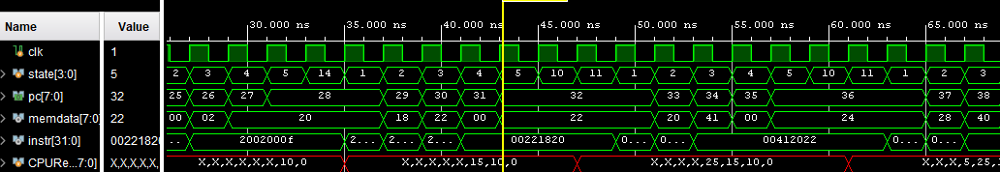 Name Value 30.000 ns 35.000 ns 40.000 ns 45.000 ns 50.000 ns 55.000 ns 60.000 ns 65.000 ns
clk 1
state[3:0] 5 2 3 4 5 14 1 2 3 4 5 10 11 1 2 3 4 5 10 11 1 2 3
pc[7:0] 32 25 26 27 28 29 30 31 32 33 34 35 36 37 38
memdata[7:0] 22 00 02 20 18 22 00 22 20 41 00 24 28 40
instr[31:0] 00221820 2002000f 2... 2... 2... 00221820 0... 0... 00412022 0... 0...
CPURe...7:0] X,X,X,X,X, X,X,X,X,X,X,10,0 X,X,X,X,X,15,10,0 X,X,X,X,25,15,10,0 X,X,5,25,